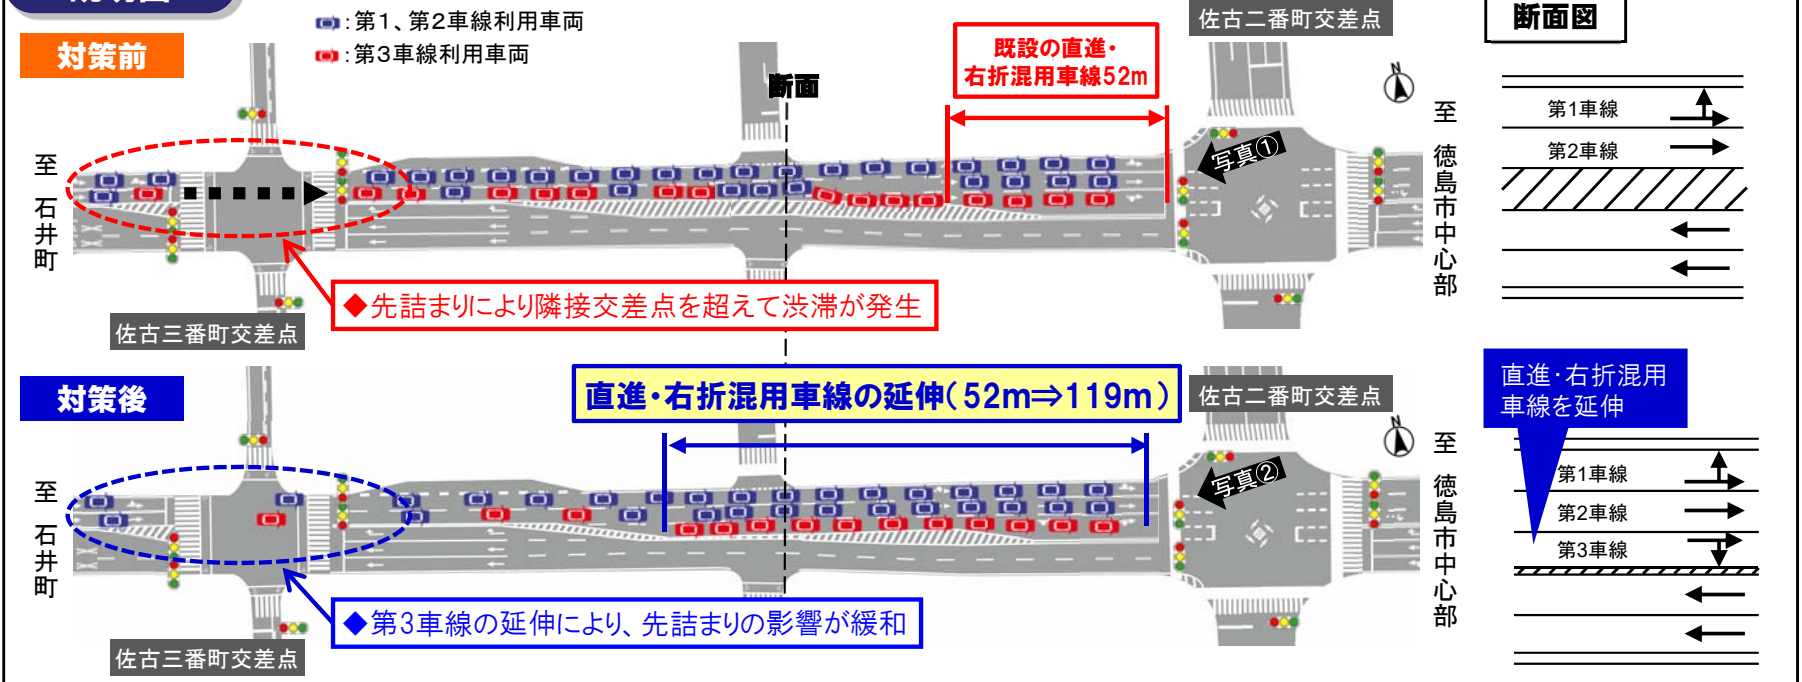 ：第1、第2車線利用車両
：第3車線利用車両
対策前
既設の直進・
右折混用車線52m
佐古二番町交差点
断面図
断面
N
写真①
至 石井町
至 徳島市中心部
第1車線
第2車線
◆先詰まりにより隣接交差点を超えて渋滞が発生
佐古三番町交差点
対策後
直進・右折混用車線の延伸（52m⇒119m）
佐古二番町交差点
直進・右折混用
車線を延伸
N
写真②
至 石井町
至 徳島市中心部
第1車線
第2車線
第3車線
◆第3車線の延伸により、先詰まりの影響が緩和
佐古三番町交差点